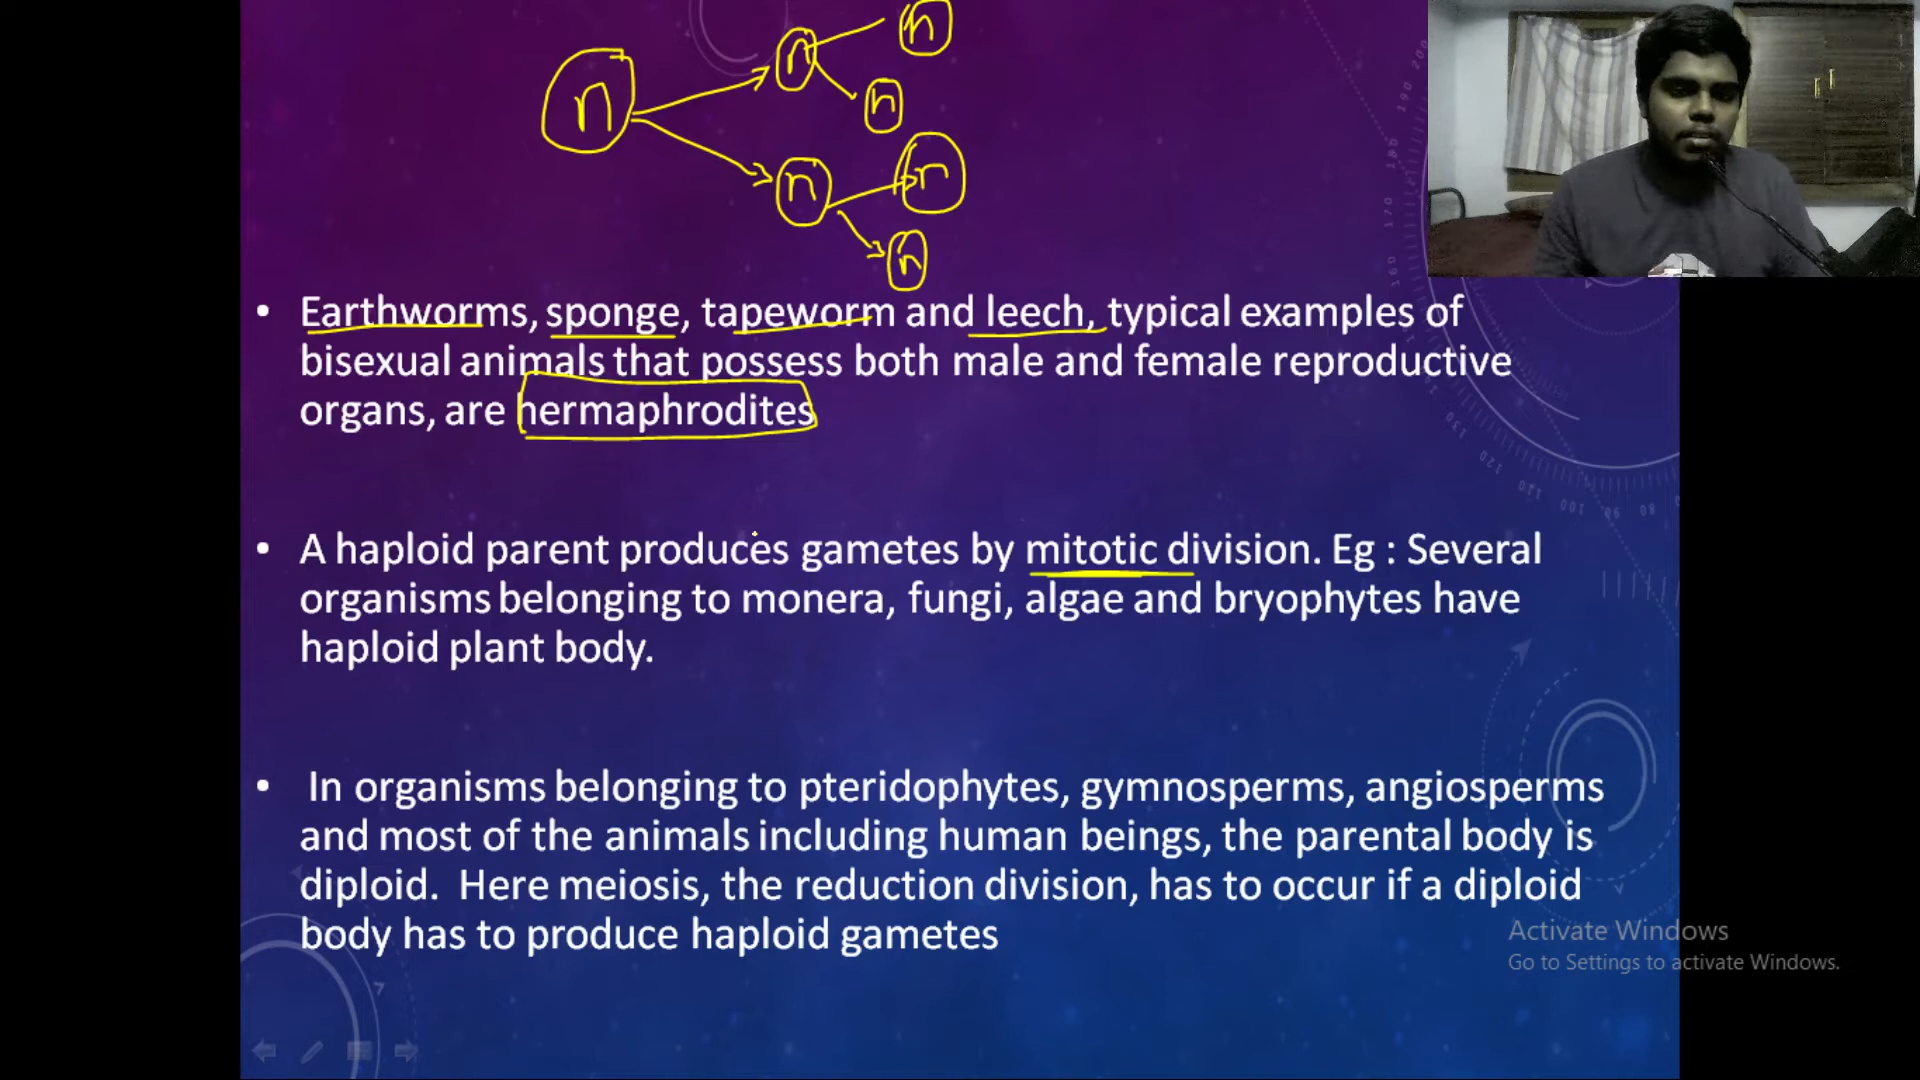 n
n
n
n
n
n
n
• Earthworms, sponge, tapeworm and leech, typical examples of
bisexual animals that possess both male and female reproductive
organs, are hermaphrodites
• A haploid parent produces gametes by mitotic division. Eg : Several
organisms belonging to monera, fungi, algae and bryophytes have
haploid plant body.
• In organisms belonging to pteridophytes, gymnosperms, angiosperms
and most of the animals including human beings, the parental body is
diploid. Here meiosis, the reduction division, has to occur if a diploid
body has to produce haploid gametes
Activate Windows
Go to Settings to activate Windows.